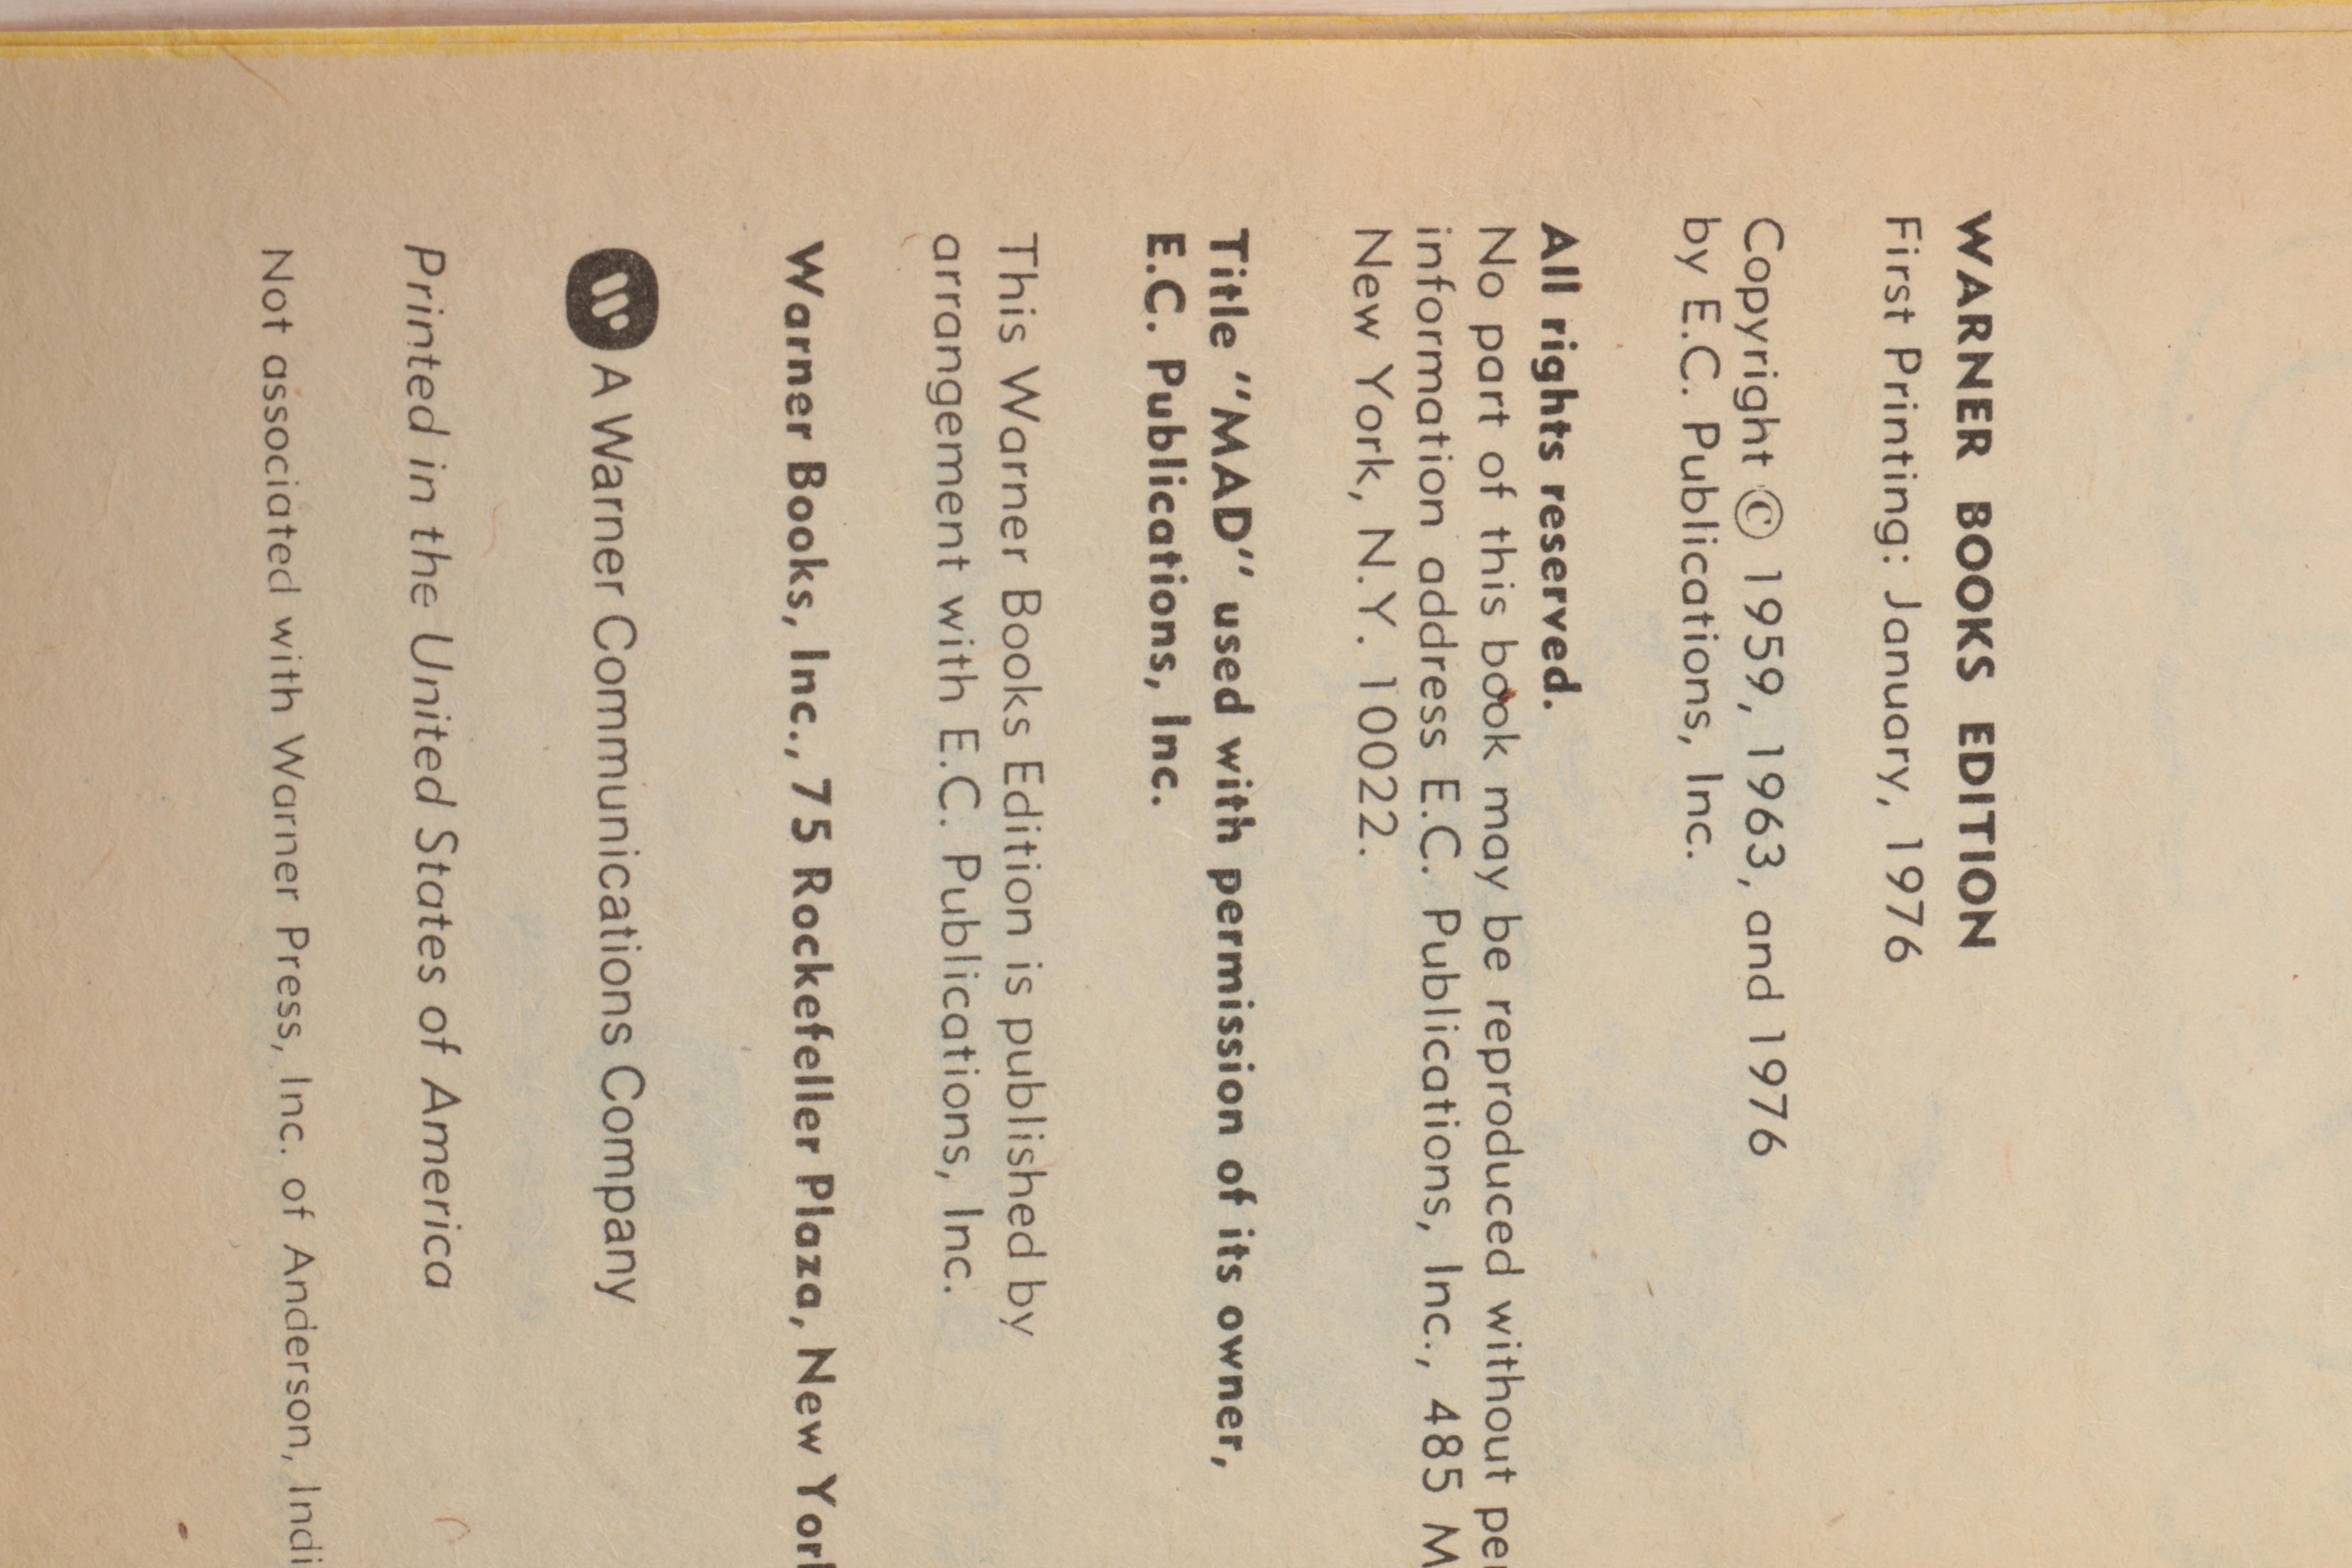 WARNER BOOKS EDITION
First Printing: January, 1976
Copyright © 1959, 1963, and 1976
by E.C. Publications, Inc.
All rights reserved.
No part of this book may be reproduced without
information address E.C. Publications, Inc., 485
New York, N.Y. 10022.
Title "MAD" used with permission of its owner,
E.C. Publications, Inc.
This Warner Books Edition is published by
arrangement with E.C. Publications, Inc.
Warner Books, Inc., 75 Rockefeller Plaza, New
A Warner Communications Company
Printed in the United States of America
Not associated with Warner Press, Inc. of Anderson,